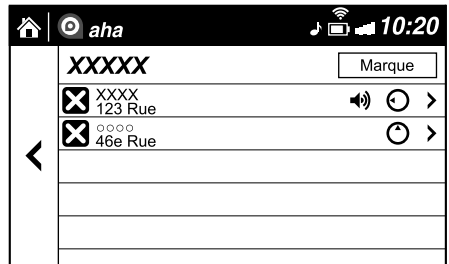 aha 10:20
XXXXX Marque
XXXX
123 Rue
○○○○
46e Rue